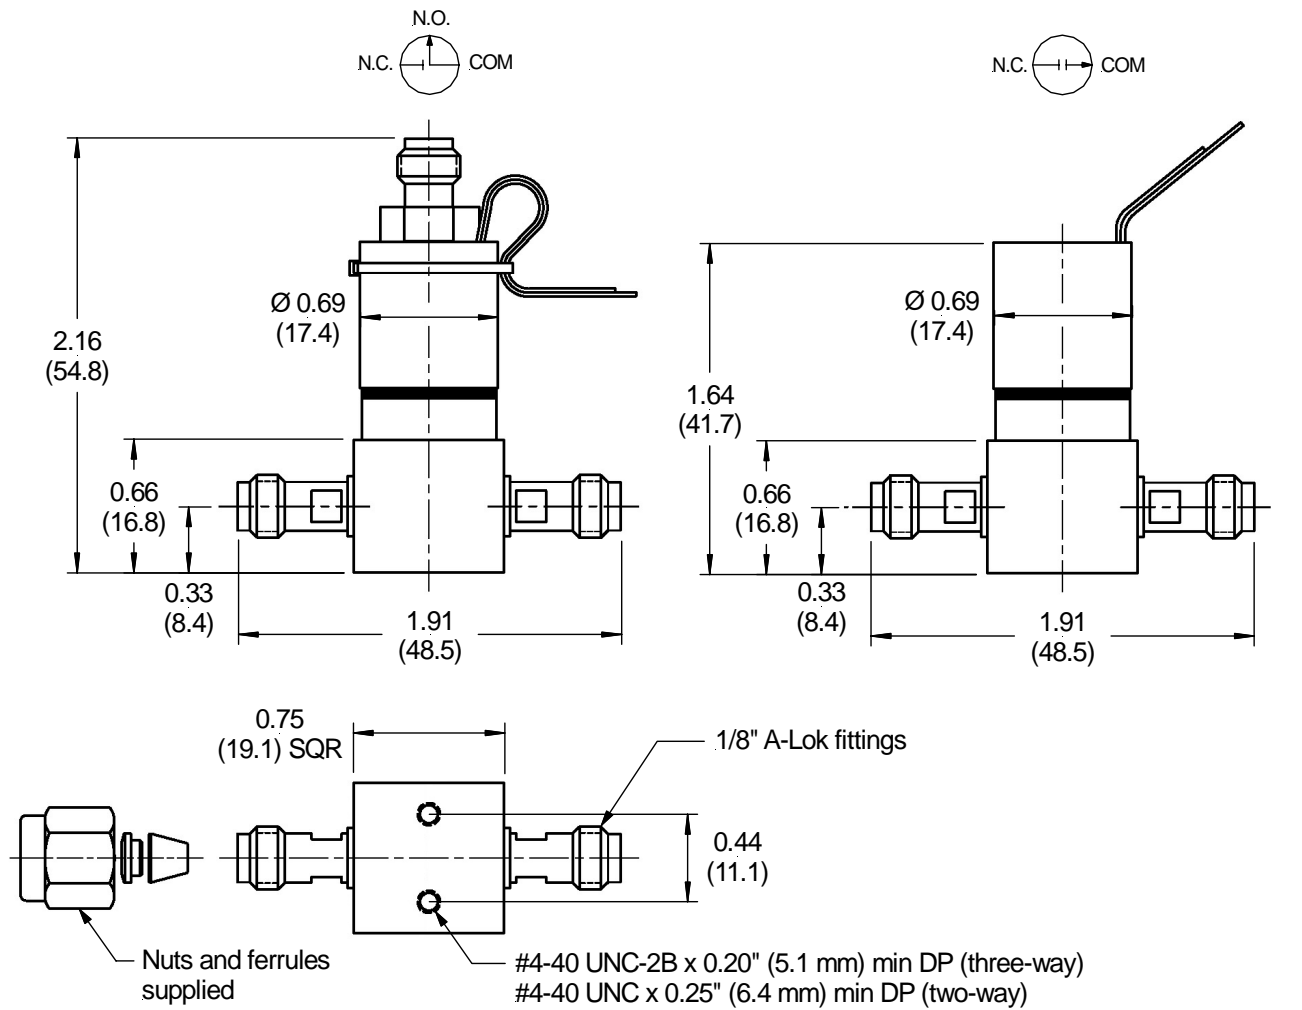 N.O.
N.C.
COM
N.C.
COM
Ø 0.69
(17.4)
2.16
(54.8)
0.66
(16.8)
0.33
(8.4)
1.91
(48.5)
Ø 0.69
(17.4)
1.64
(41.7)
0.66
(16.8)
0.33
(8.4)
1.91
(48.5)
0.75
(19.1) SQR
1/8" A-Lok fittings
0.44
(11.1)
Nuts and ferrules
supplied
#4-40 UNC-2B x 0.20" (5.1 mm) min DP (three-way)
#4-40 UNC x 0.25" (6.4 mm) min DP (two-way)